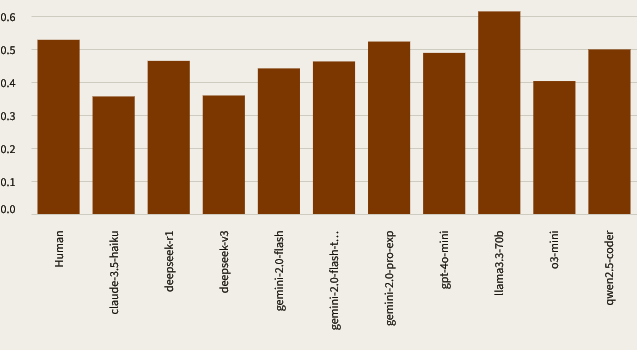 0.6
0.5
0.4
0.3
0.2
0.1
0.0
Human
claude-3.5-haiku
deepseek-r1
deepseek-v3
gemini-2.0-flash
gemini-2.0-flash-t...
gemini-2.0-pro-exp
gpt-4o-mini
llama3.3-70b
o3-mini
qwen2.5-coder